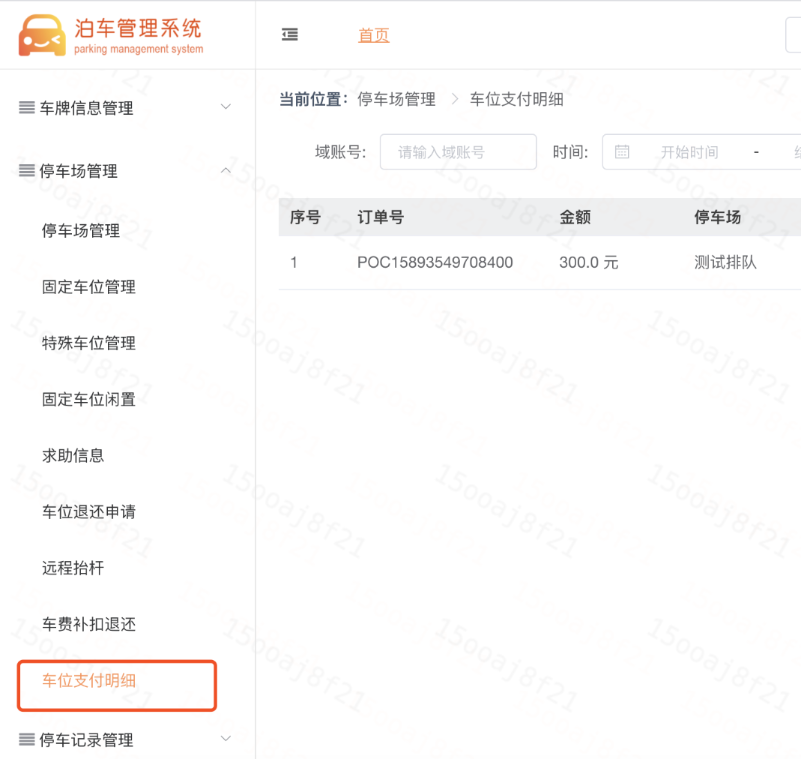 泊车管理系统
parking management system
首页
车牌信息管理
当前位置： 停车场管理 > 车位支付明细
停车场管理
域账号: 请输入域账号 时间: 开始时间 -
停车场管理
固定车位管理
特殊车位管理
固定车位闲置
求助信息
车位退还申请
远程抬杆
车费补扣退还
车位支付明细
停车记录管理
序号 订单号 金额 停车场
1 POC15893549708400 300.0 元 测试排队
15ooaj8f21